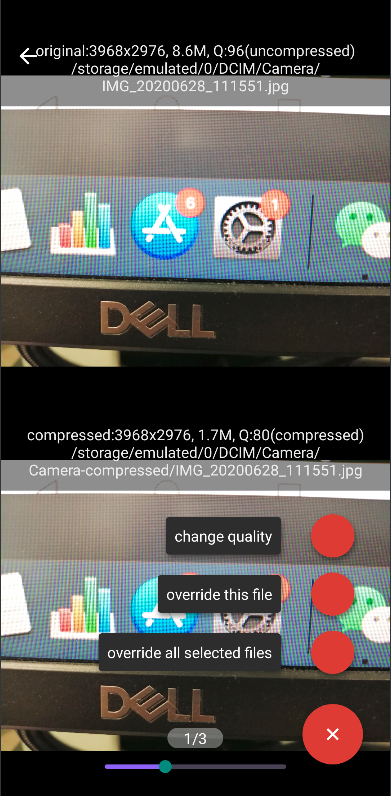 original:3968x2976, 8.6M, Q:96(uncompressed)
/storage/emulated/0/DCIM/Camera/
IMG_20200628_111551.jpg
6
1
DELL
compressed:3968x2976, 1.7M, Q:80(compressed)
/storage/emulated/0/DCIM/Camera/
Camera-compressed/IMG_20200628_111551.jpg
change quality
override this file
override all selected files
DELL
1/3